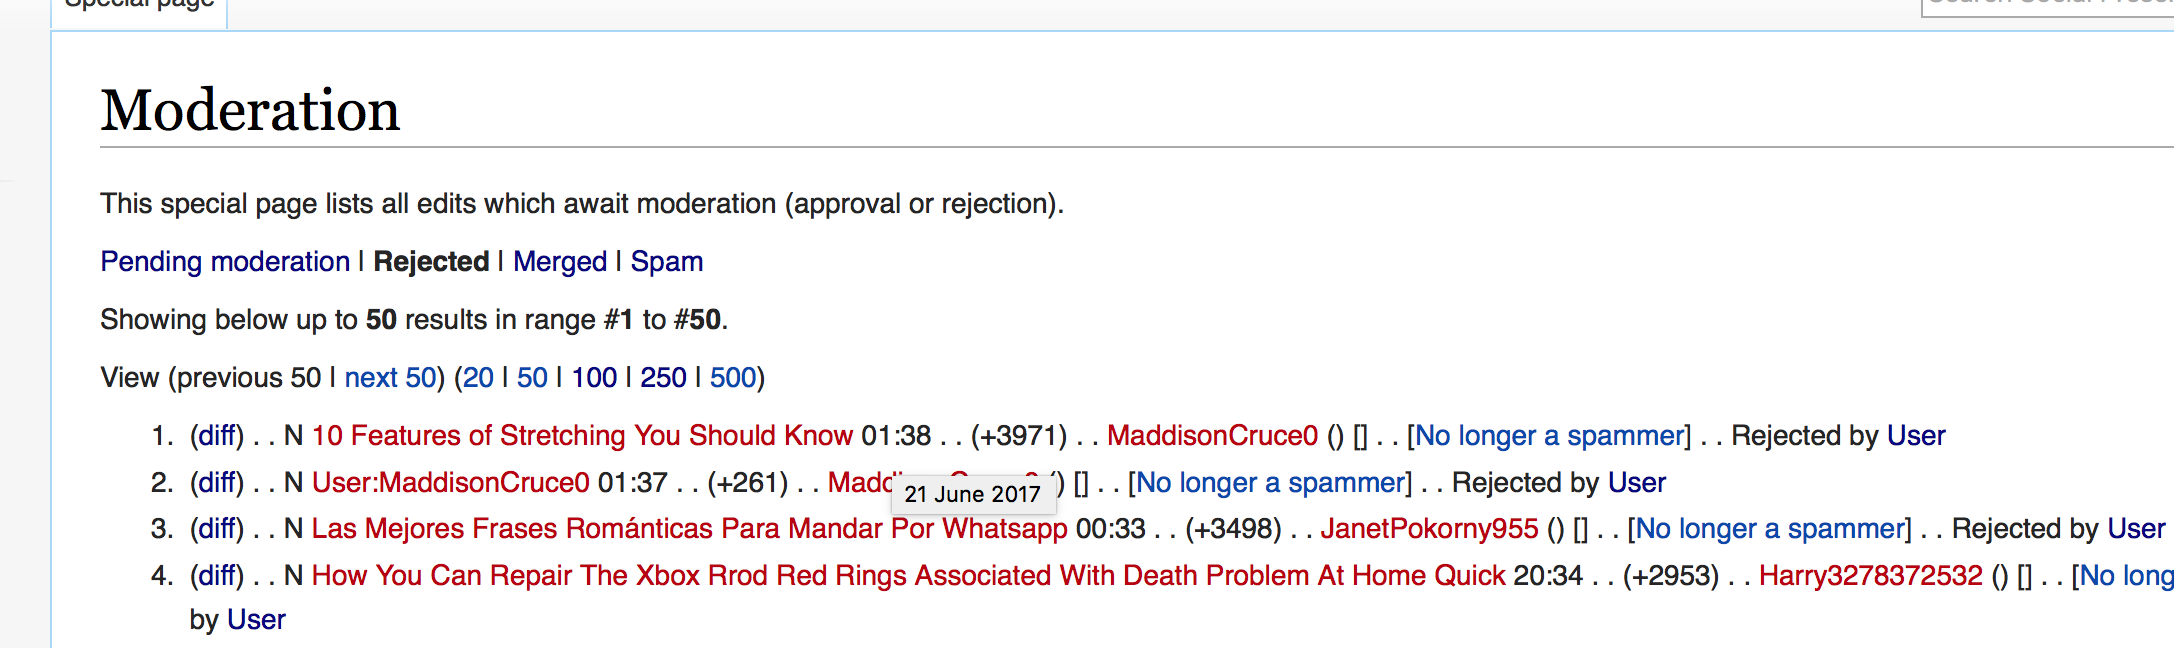 Special page
Moderation
This special page lists all edits which await moderation (approval or rejection).
Pending moderation | Rejected | Merged | Spam
Showing below up to 50 results in range #1 to #50.
View (previous 50 | next 50) (20 | 50 | 100 | 250 | 500)
1. (diff) . . N 10 Features of Stretching You Should Know 01:38 . . (+3971) . . MaddisonCruce0 () [] . . [No longer a spammer] . . Rejected by User
2. (diff) . . N User:MaddisonCruce0 01:37 . . (+261) . . ) [] . . [No longer a spammer] . . Rejected by User
21 June 2017
3. (diff) . . N Las Mejores Frases Románticas Para Mandar Por Whatsapp 00:33 . . (+3498) . . JanetPokorny955 () [] . . [No longer a spammer] . . Rejected by User
4. (diff) . . N How You Can Repair The Xbox Rrod Red Rings Associated With Death Problem At Home Quick 20:34 . . (+2953) . . Harry3278372532 () [] . . [No long
by User